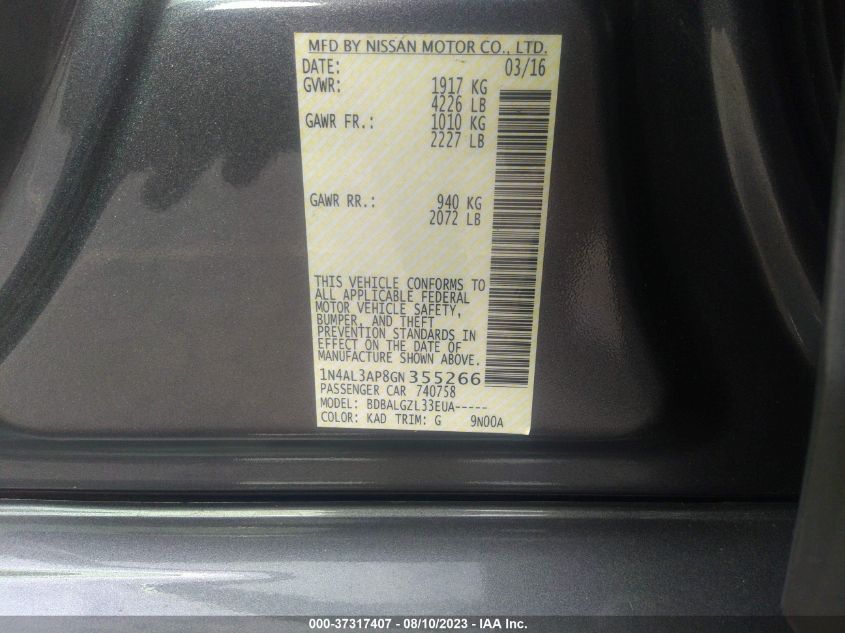 MFD BY NISSAN MOTOR CO., LTD.
DATE: 03/16
GVWR: 1917 KG
4226 LB
GAWR FR.: 1010 KG
2227 LB
GAWR RR.: 940 KG
2072 LB
THIS VEHICLE CONFORMS TO
ALL APPLICABLE FEDERAL
MOTOR VEHICLE SAFETY,
BUMPER, AND THEFT
PREVENTION STANDARDS IN
EFFECT ON THE DATE OF
MANUFACTURE SHOWN ABOVE.
1N4AL3AP8GN355266
PASSENGER CAR 740758
MODEL: BDBALGZL33EUA-----
COLOR: KAD TRIM: G 9N00A
000-37317407 - 08/10/2023 - IAA Inc.